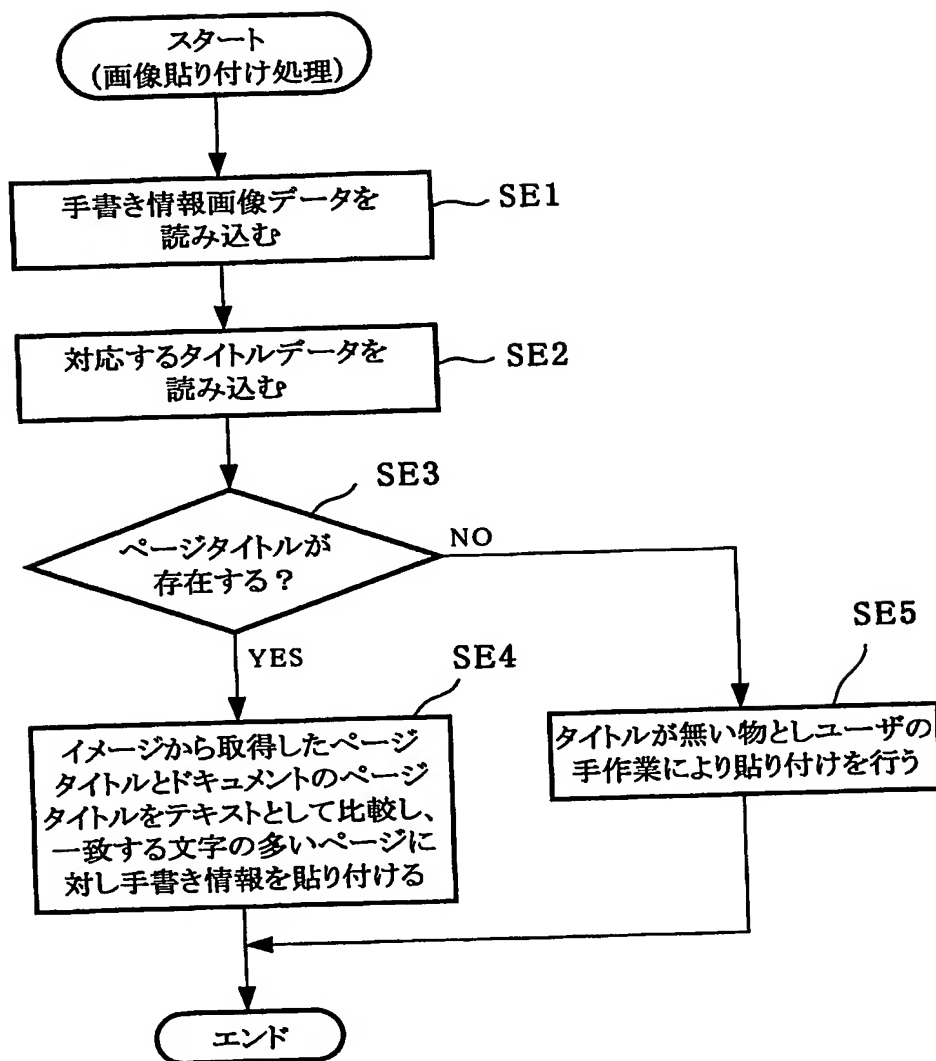 スタート
(画像貼り付け処理)
手書き情報画像データを
読み込む
SE1
対応するタイトルデータを
読み込む
SE2
SE3
ページタイトルが
存在する？
NO
YES
SE4
SE5
イメージから取得したページ
タイトルとドキュメントのページ
タイトルをテキストとして比較し、
一致する文字の多いページに
対し手書き情報を貼り付ける
タイトルが無い物としユーザの
手作業により貼り付けを行う
エンド